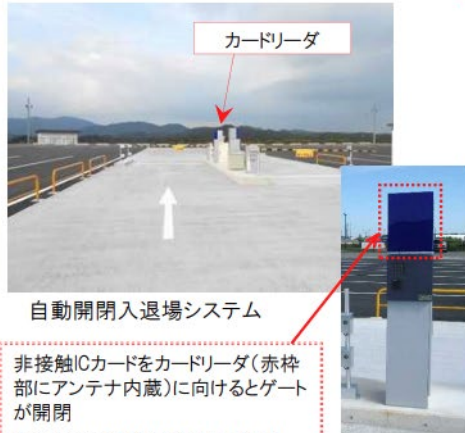 カードリーダ
自動開閉入退場システム
非接触ICカードをカードリーダ(赤枠
部にアンテナ内蔵)に向けるとゲート
が開閉